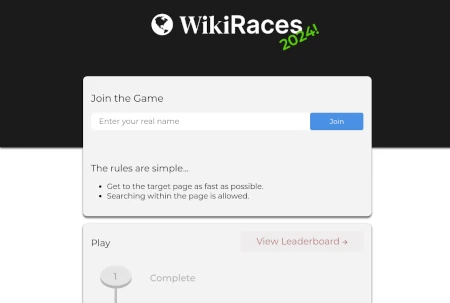 WikiRaces
2024!
Join the Game
Enter your real name
Join
The rules are simple...
Get to the target page as fast as possible.
Searching within the page is allowed.
Play
View Leaderboard →
1
Complete